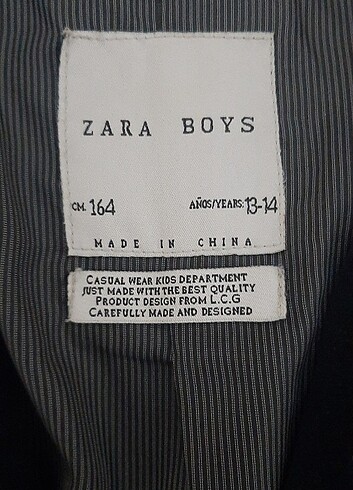 ZARA BOYS
CM. 164 AÑOS/YEARS: 13-14
MADE IN CHINA
CASUAL WEAR KIDS DEPARTMENT
JUST MADE WITH THE BEST QUALITY
PRODUCT DESIGN FROM L.C.G
CAREFULLY MADE AND DESIGNED